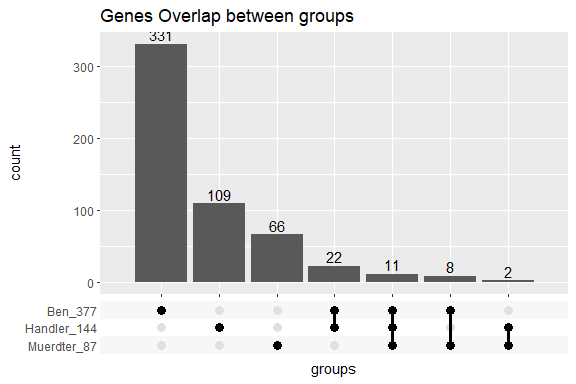 Genes Overlap between groups
count
300
200
100
0
331
109
66
22
11
8
2
Ben_377
Handler_144
Muerdter_87
groups